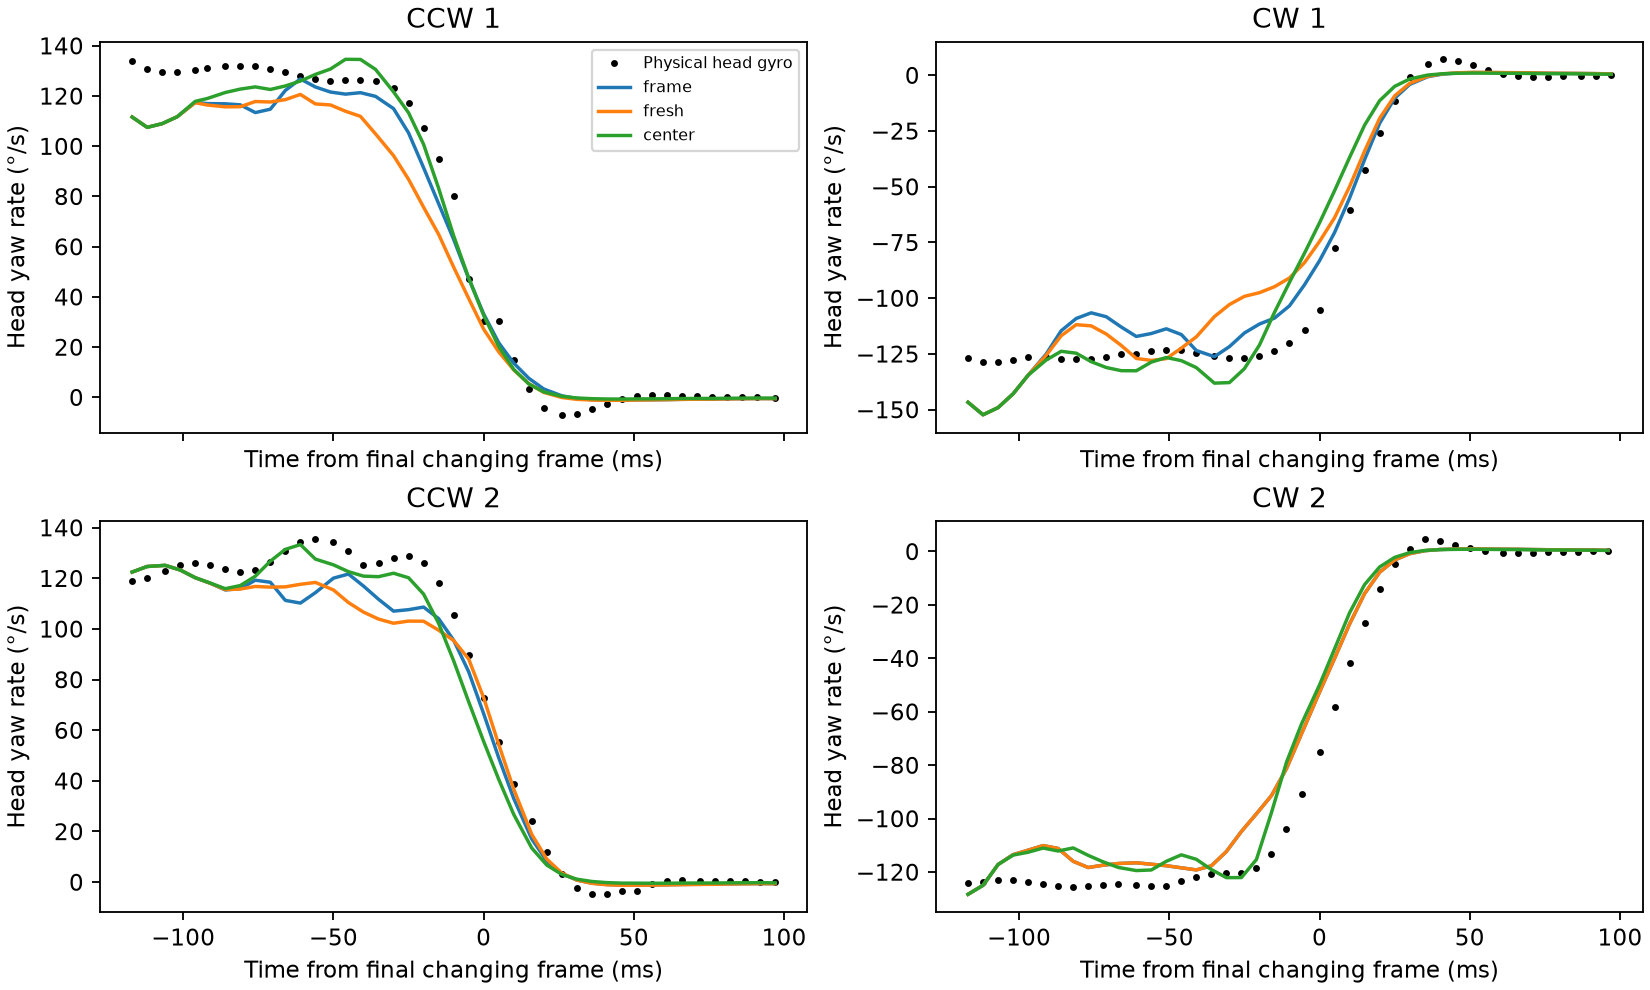 CCW 1
140
120
100
80
60
40
20
0
Head yaw rate (°/s)
Time from final changing frame (ms)
Physical head gyro
frame
fresh
center
CW 1
0
−25
−50
−75
−100
−125
−150
Head yaw rate (°/s)
Time from final changing frame (ms)
CCW 2
140
120
100
80
60
40
20
0
Head yaw rate (°/s)
−100 −50 0 50 100
Time from final changing frame (ms)
CW 2
0
−20
−40
−60
−80
−100
−120
Head yaw rate (°/s)
−100 −50 0 50 100
Time from final changing frame (ms)